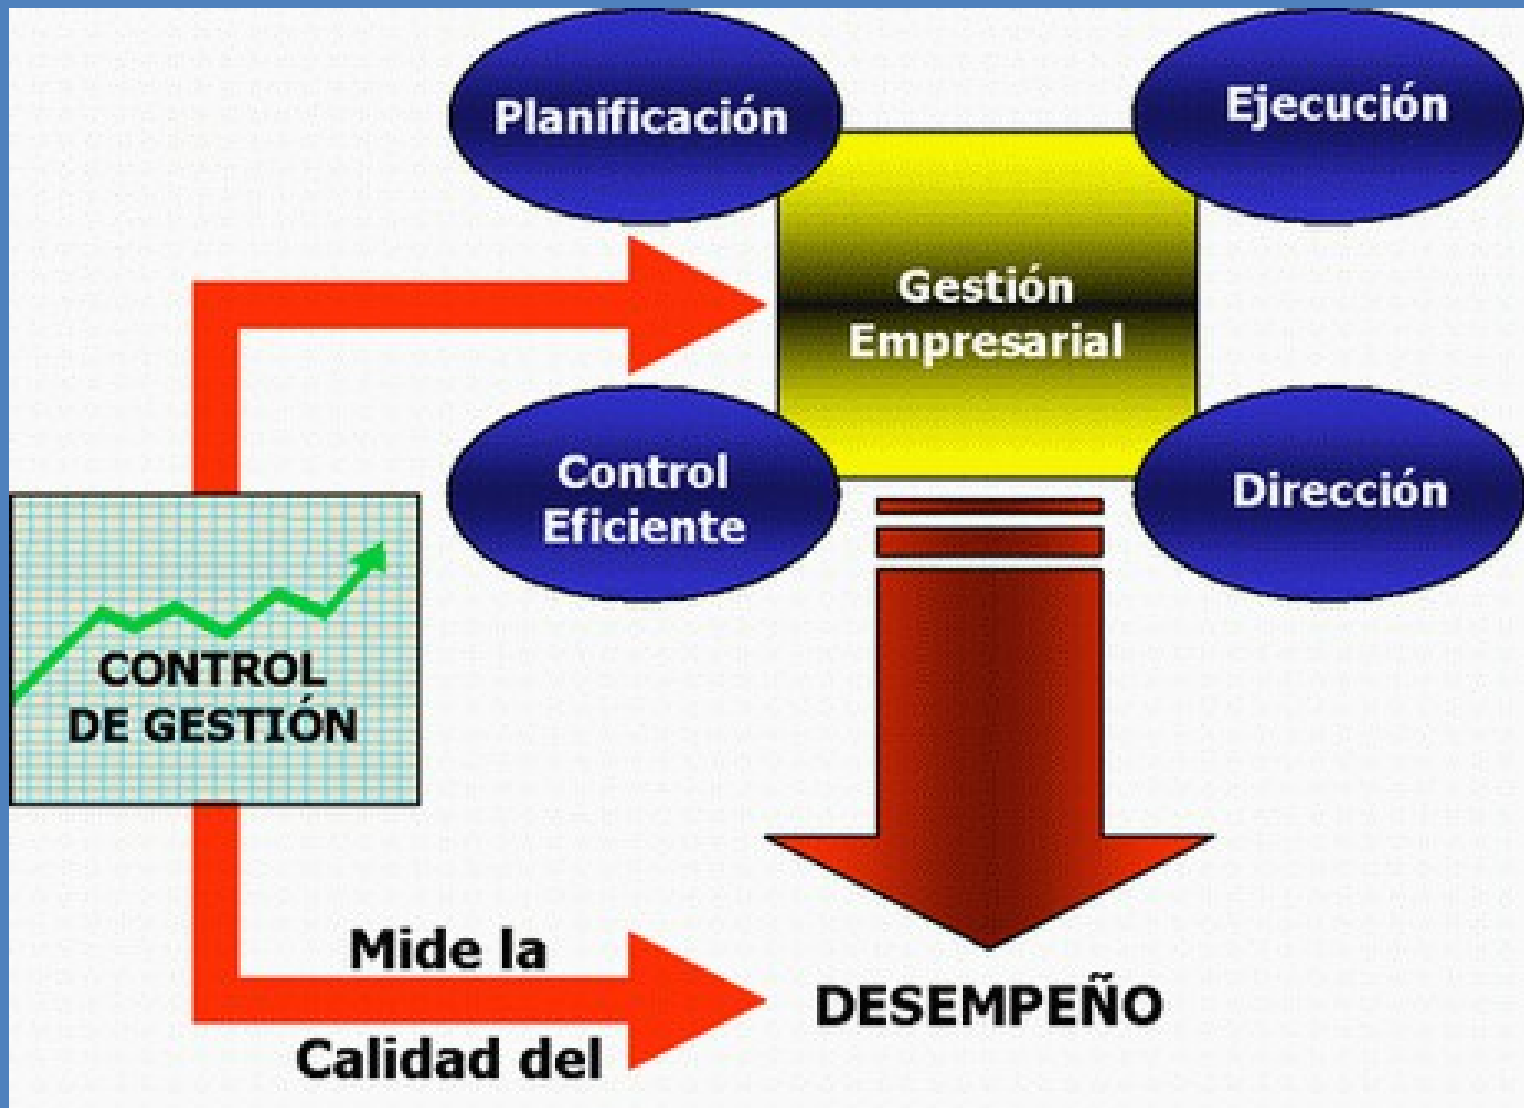 Planificación
Ejecución
Gestión
Empresarial
Control
Eficiente
Dirección
CONTROL
DE GESTIÓN
Mide la
Calidad del
DESEMPEÑO